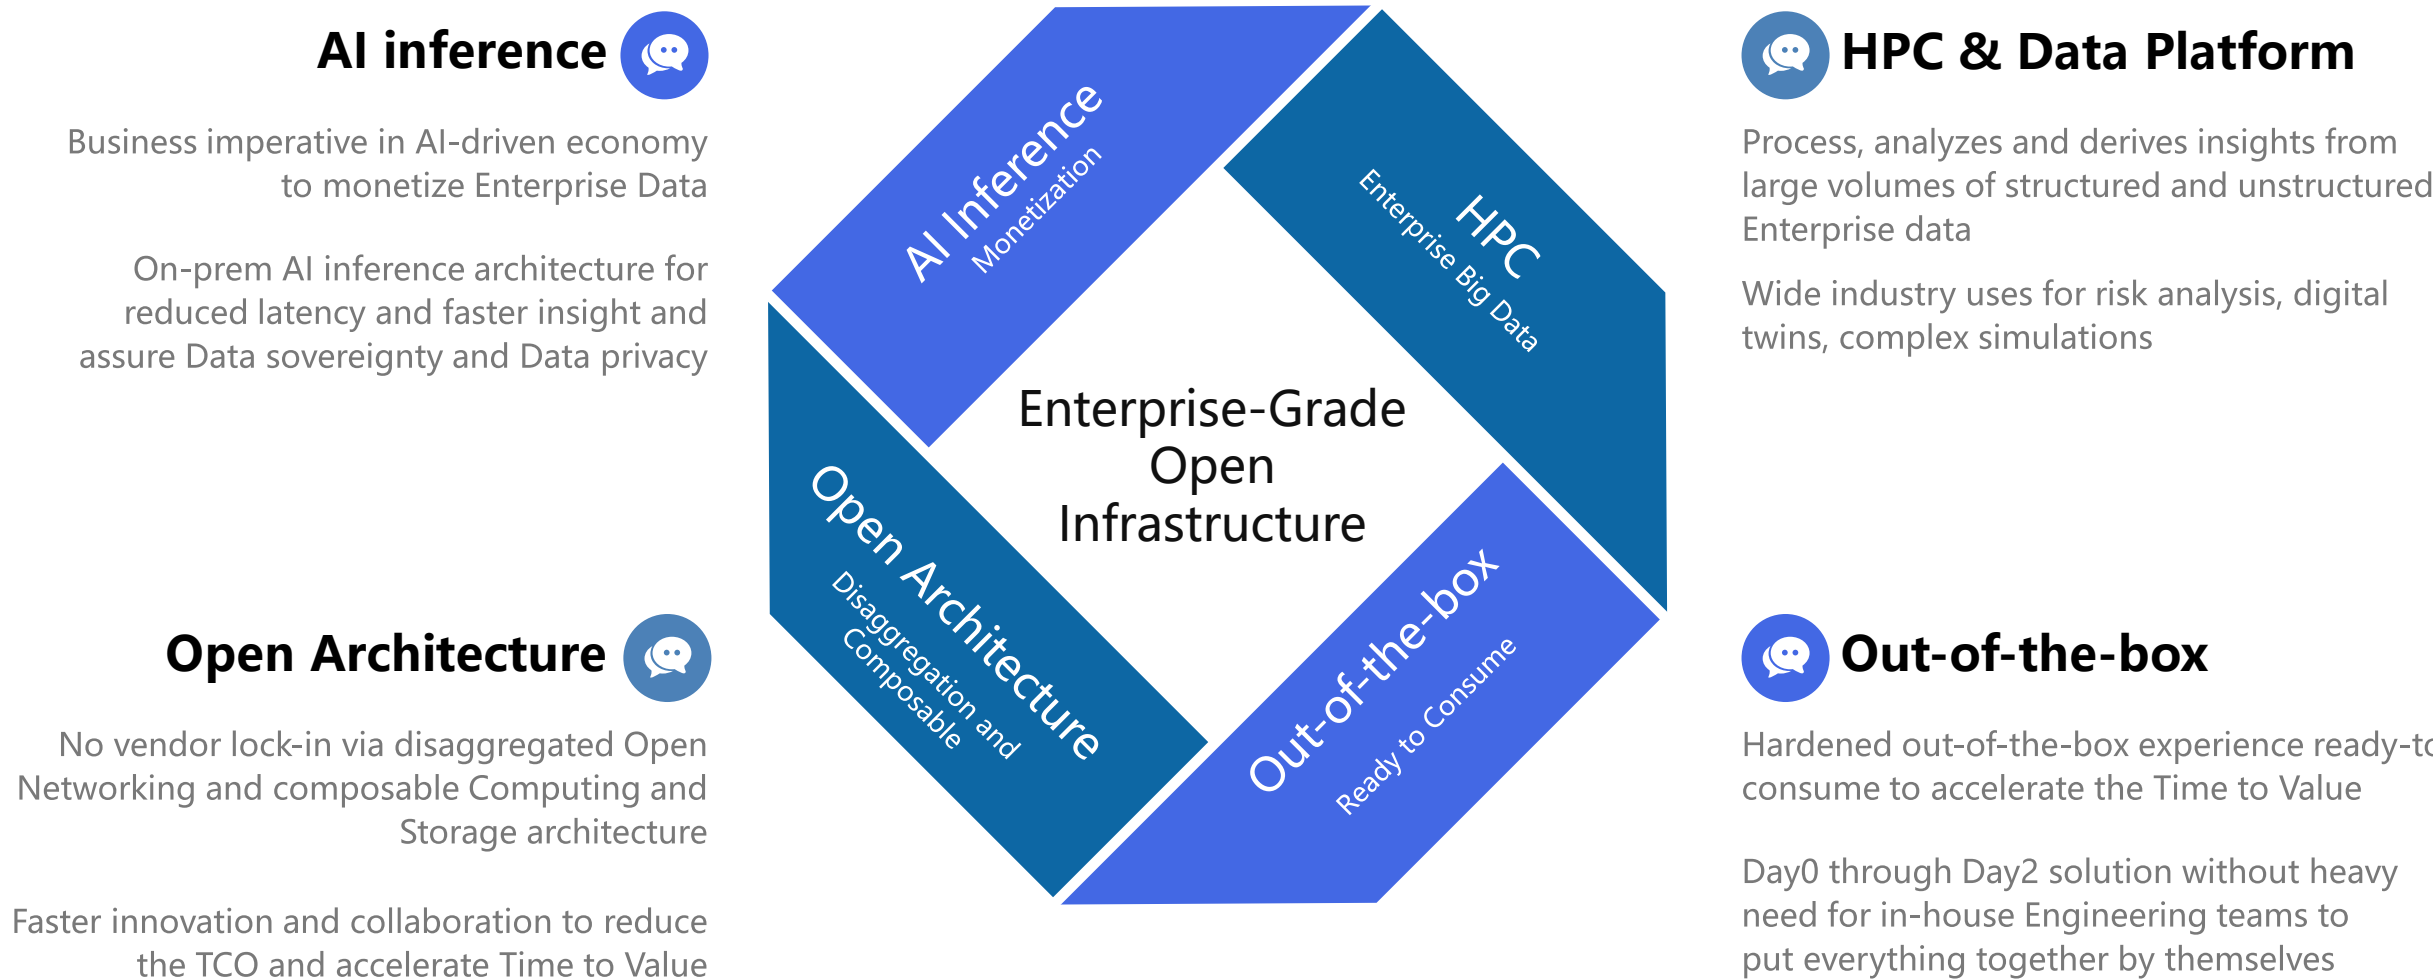 AI inference
Business imperative in AI-driven economy
to monetize Enterprise Data
On-prem AI inference architecture for
reduced latency and faster insight and
assure Data sovereignty and Data privacy
Open Architecture
No vendor lock-in via disaggregated Open
Networking and composable Computing and
Storage architecture
Faster innovation and collaboration to reduce
the TCO and accelerate Time to Value
AI Inference
Monetization
HPC
Enterprise Big Data
Enterprise-Grade
Open
Infrastructure
Open Architecture
Disaggregation and
Composable
Out-of-the-box
Ready to Consume
HPC & Data Platform
Process, analyzes and derives insights from
large volumes of structured and unstructured
Enterprise data
Wide industry uses for risk analysis, digital
twins, complex simulations
Out-of-the-box
Hardened out-of-the-box experience ready-to
consume to accelerate the Time to Value
Day0 through Day2 solution without heavy
need for in-house Engineering teams to
put everything together by themselves